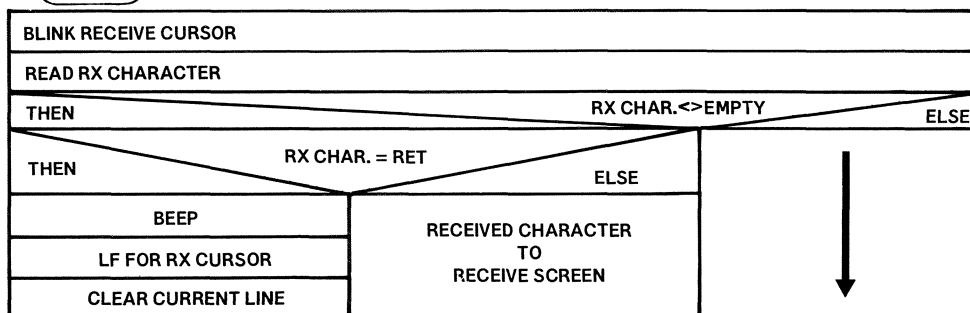 BLINK RECEIVE CURSOR
READ RX CHARACTER
RX CHAR.<>EMPTY
THEN
ELSE
RX CHAR. = RET
THEN
ELSE
BEEP
LF FOR RX CURSOR
CLEAR CURRENT LINE
RECEIVED CHARACTER
TO
RECEIVE SCREEN